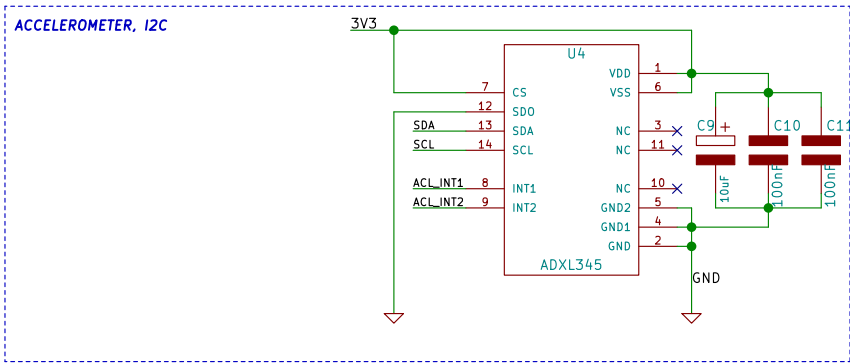 ACCELEROMETER, I2C
3V3
U4
7 CS
12 SDO
SDA 13 SDA
SCL 14 SCL
ACL_INT1 8 INT1
ACL_INT2 9 INT2
VDD 1
VSS 6
NC 3
NC 11
NC 10
GND2 5
GND1 4
GND 2
ADXL345
GND
C9 + 10uF
C10 100nF
C11 100nF